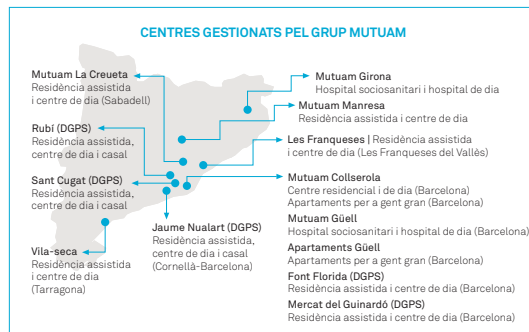 CENTRES GESTIONATS PEL GRUP MUTUAM
Mutuam La Creueta
Residència assistida
i centre de dia (Sabadell)
Rubí (DGPS)
Residència assistida,
centre de dia i casal
Sant Cugat (DGPS)
Residència assistida,
centre de dia i casal
Vila-seca
Residència assistida
i centre de dia
(Tarragona)
Jaume Nualart (DGPS)
Residència assistida,
centre de dia i casal
(Cornellà-Barcelona)
Mutuam Girona
Hospital sociosanitari i hospital de dia
Mutuam Manresa
Residència assistida i centre de dia
Les Franqueses | Residència assistida
i centre de dia (Les Franqueses del Vallès)
Mutuam Collserola
Centre residencial i de dia (Barcelona)
Apartaments per a gent gran (Barcelona)
Mutuam Güell
Hospital sociosanitari i hospital de dia (Barcelona)
Apartaments Güell
Apartaments per a gent gran (Barcelona)
Font Florida (DGPS)
Residència assistida i centre de dia (Barcelona)
Mercat del Guinardó (DGPS)
Residència assistida i centre de dia (Barcelona)